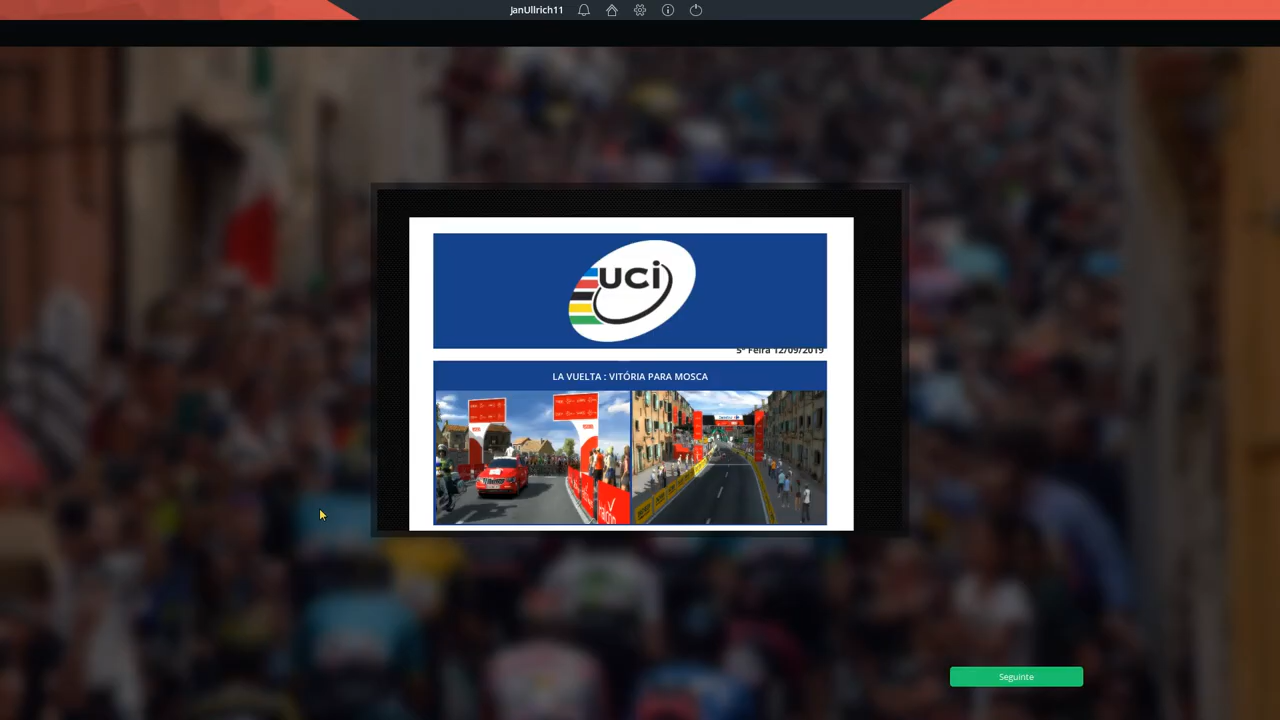 JanUllrich11
UCI
5ª Feira 12/09/2019
LA VUELTA : VITÓRIA PARA MOSCA
Seguinte